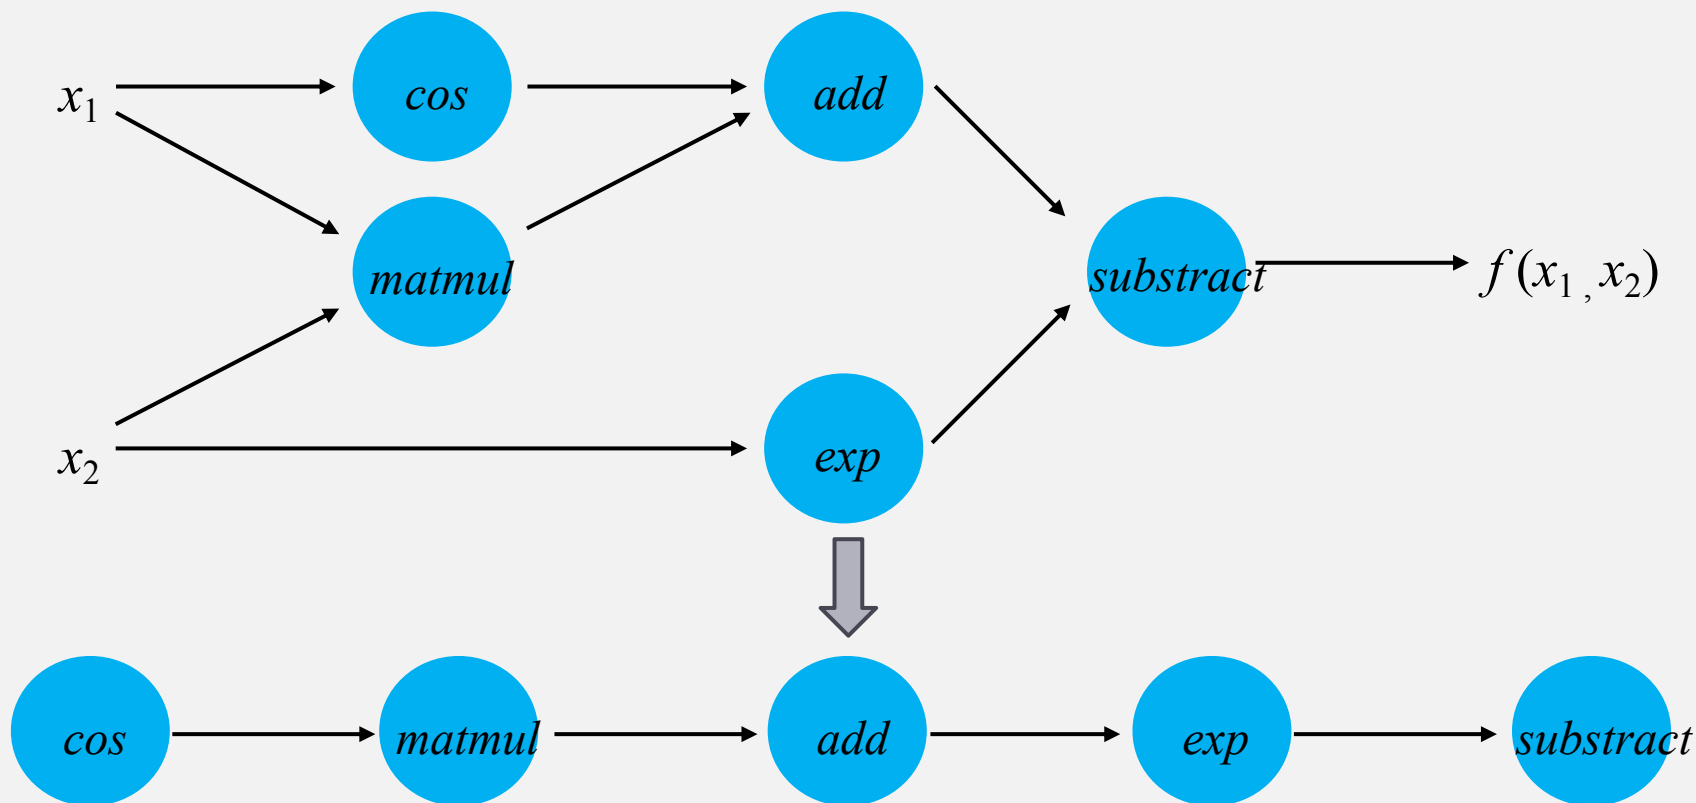 x₁ cos add
matmul substract f(x₁ , x₂)
x₂ exp
cos matmul add exp substract